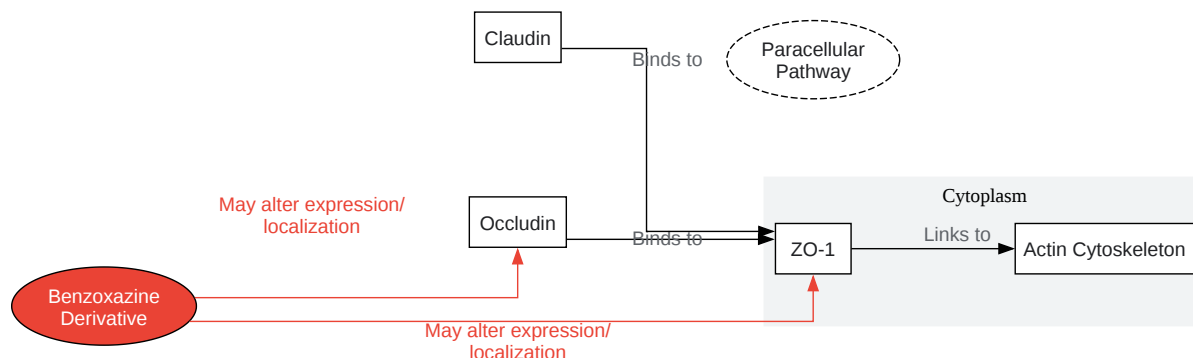 Claudin
Binds to
Paracellular
Pathway
Cytoplasm
May alter expression/
localization
Occludin
Binds to
ZO-1
Links to
Actin Cytoskeleton
Benzoxazine
Derivative
May alter expression/
localization